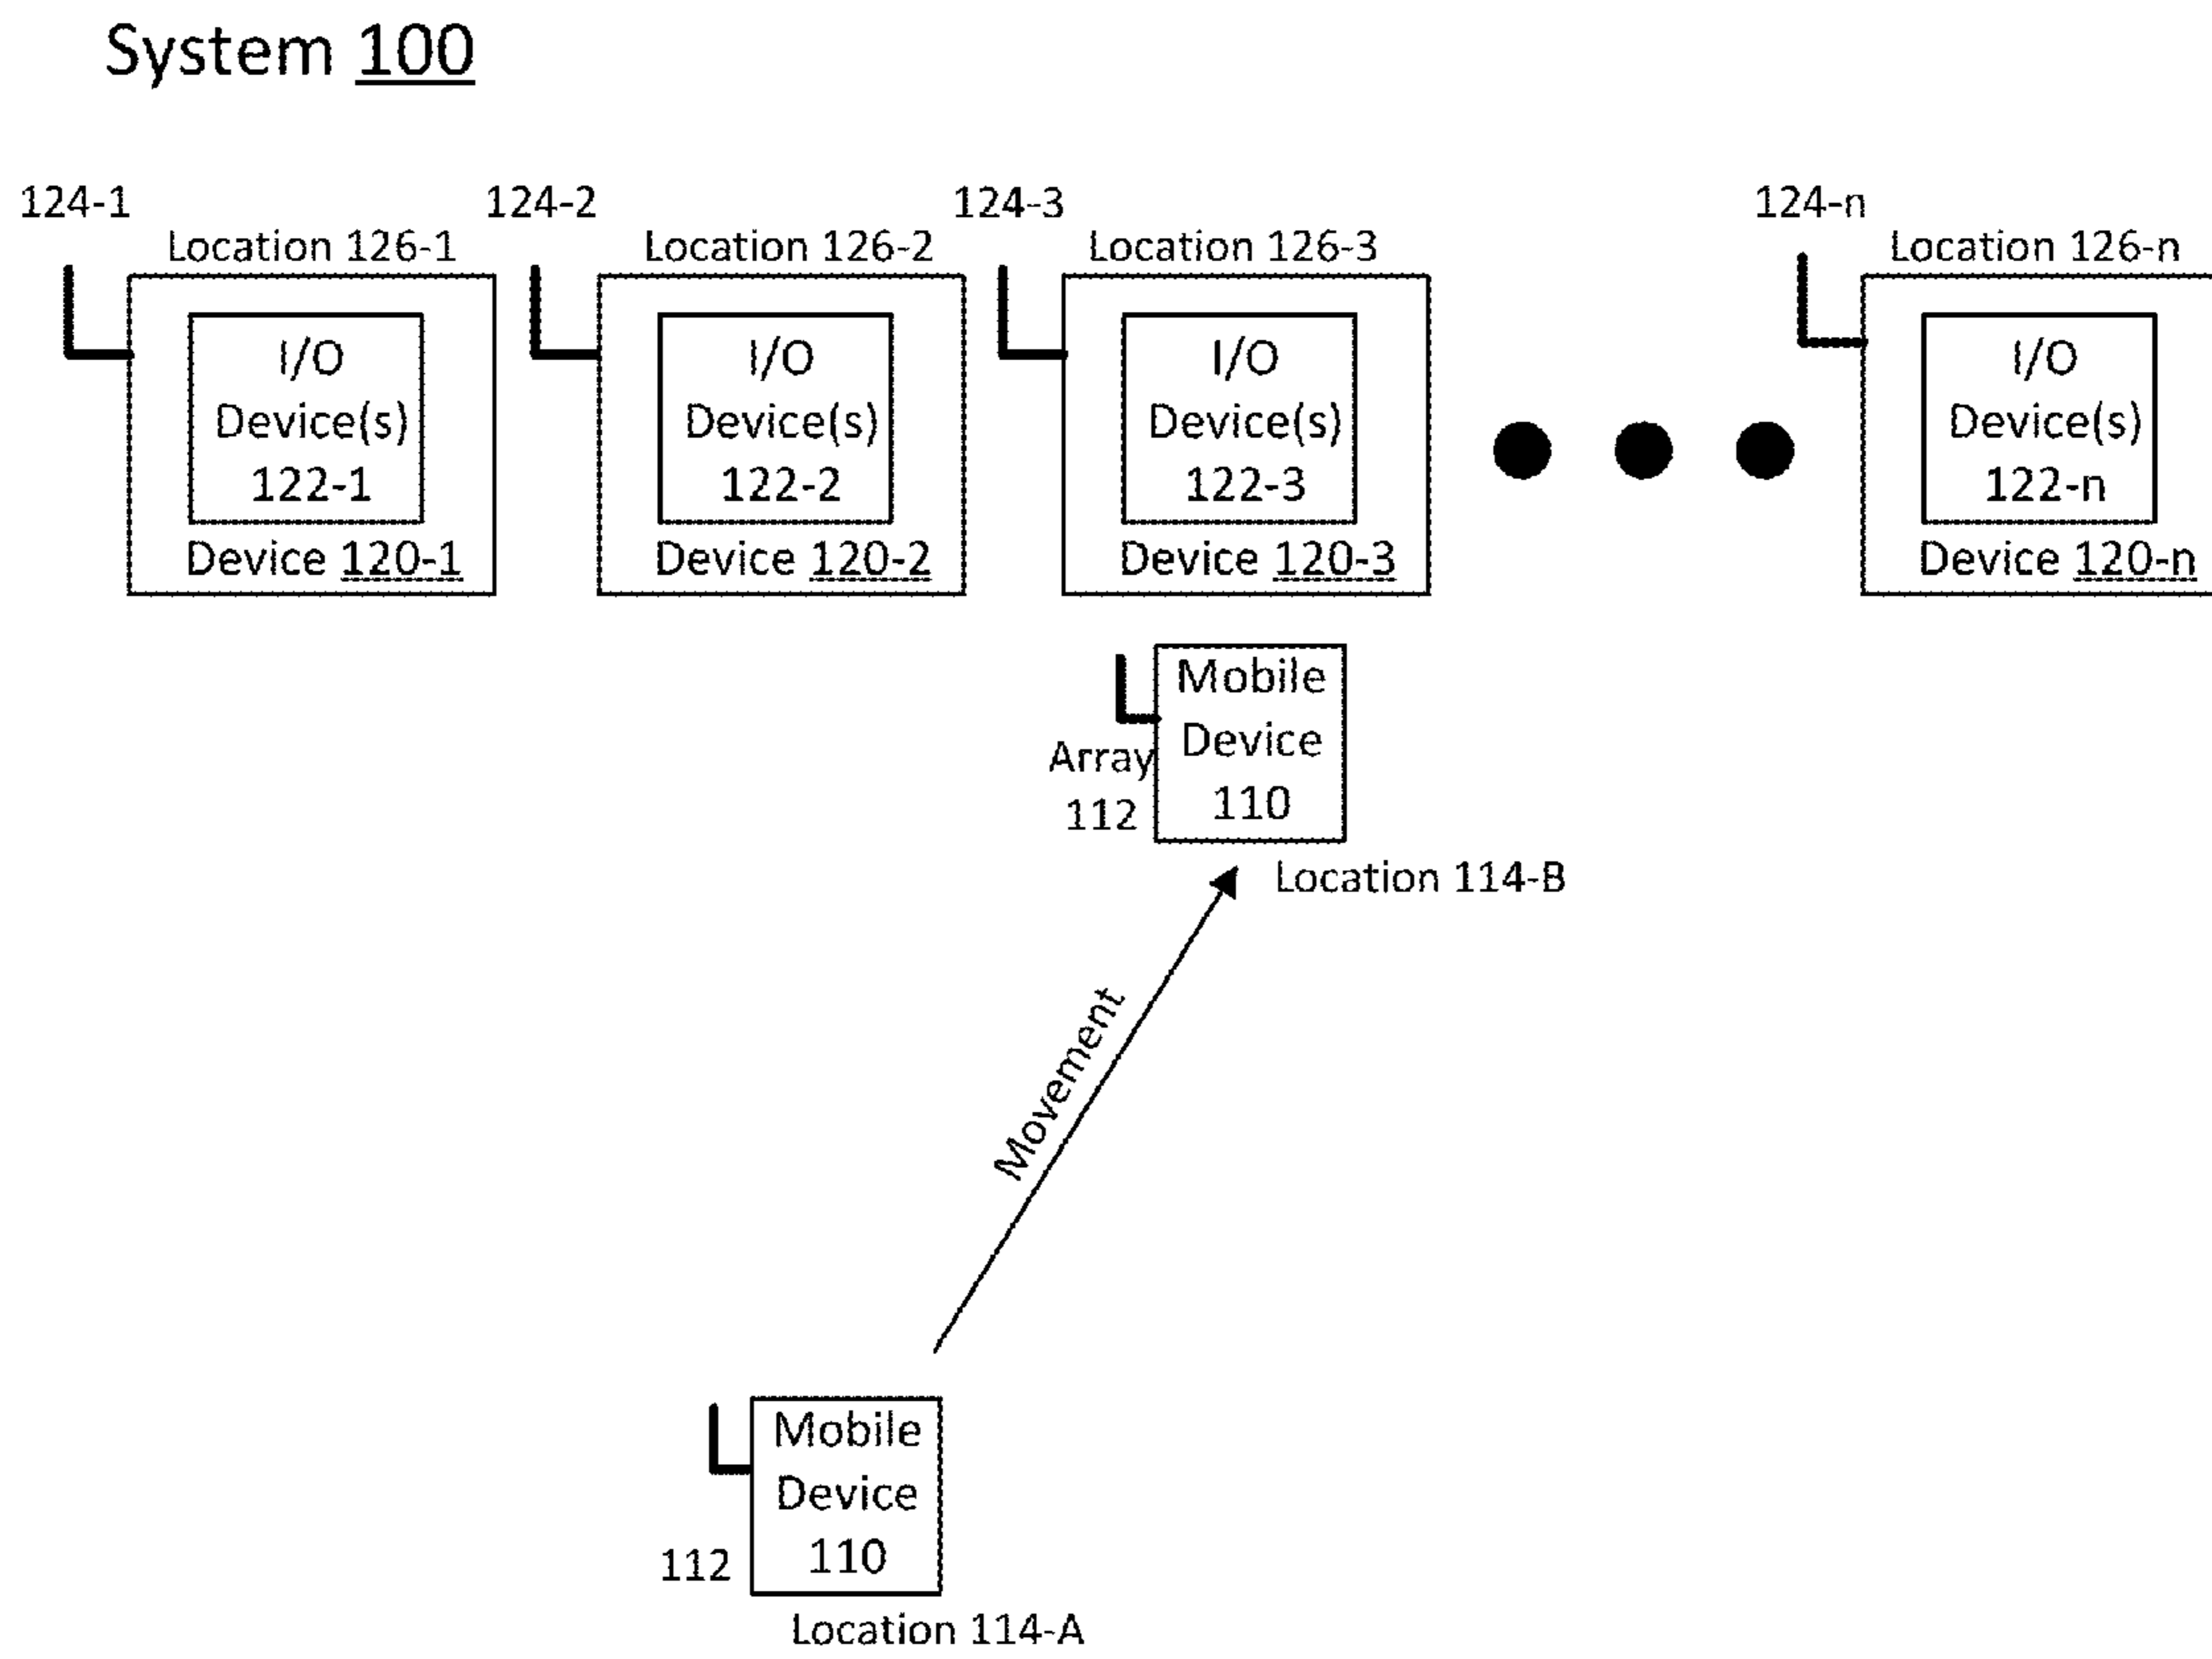 System 100
124-1
124-2
124-3
124-n
Location 126-1
Location 126-2
Location 126-3
Location 126-n
I/O
Device(s)
122-1
Device 120-1
I/O
Device(s)
122-2
Device 120-2
I/O
Device(s)
122-3
Device 120-3
I/O
Device(s)
122-n
Device 120-n
Mobile
Device
110
Array
112
Location 114-B
Movement
Mobile
Device
110
112
Location 114-A